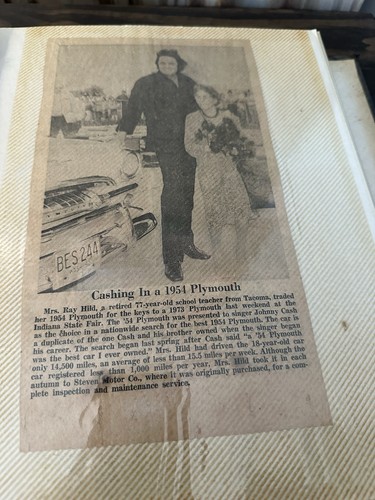 BES 244
Cashing In a 1954 Plymouth
Mrs. Ray Hild, a retired 77-year-old school teacher from Tacoma, traded
her 1954 Plymouth for the keys to a 1973 Plymouth last weekend at the
Indiana State Fair. The '54 Plymouth was presented to singer Johnny Cash
as the choice in a nationwide search for the best 1954 Plymouth. The car is
a duplicate of the one Cash and his brother owned when the singer began
his career. The search began last spring after Cash said "a '54 Plymouth
was the best car I ever owned." Mrs. Hild had driven the 18-year-old car
only 14,500 miles, an average of less than 15.5 miles per week. Although the
car registered less than 1,000 miles per year, Mrs. Hild took it in each
autumn to Steven Motor Co., where it was originally purchased, for a com-
plete inspection and maintenance service.